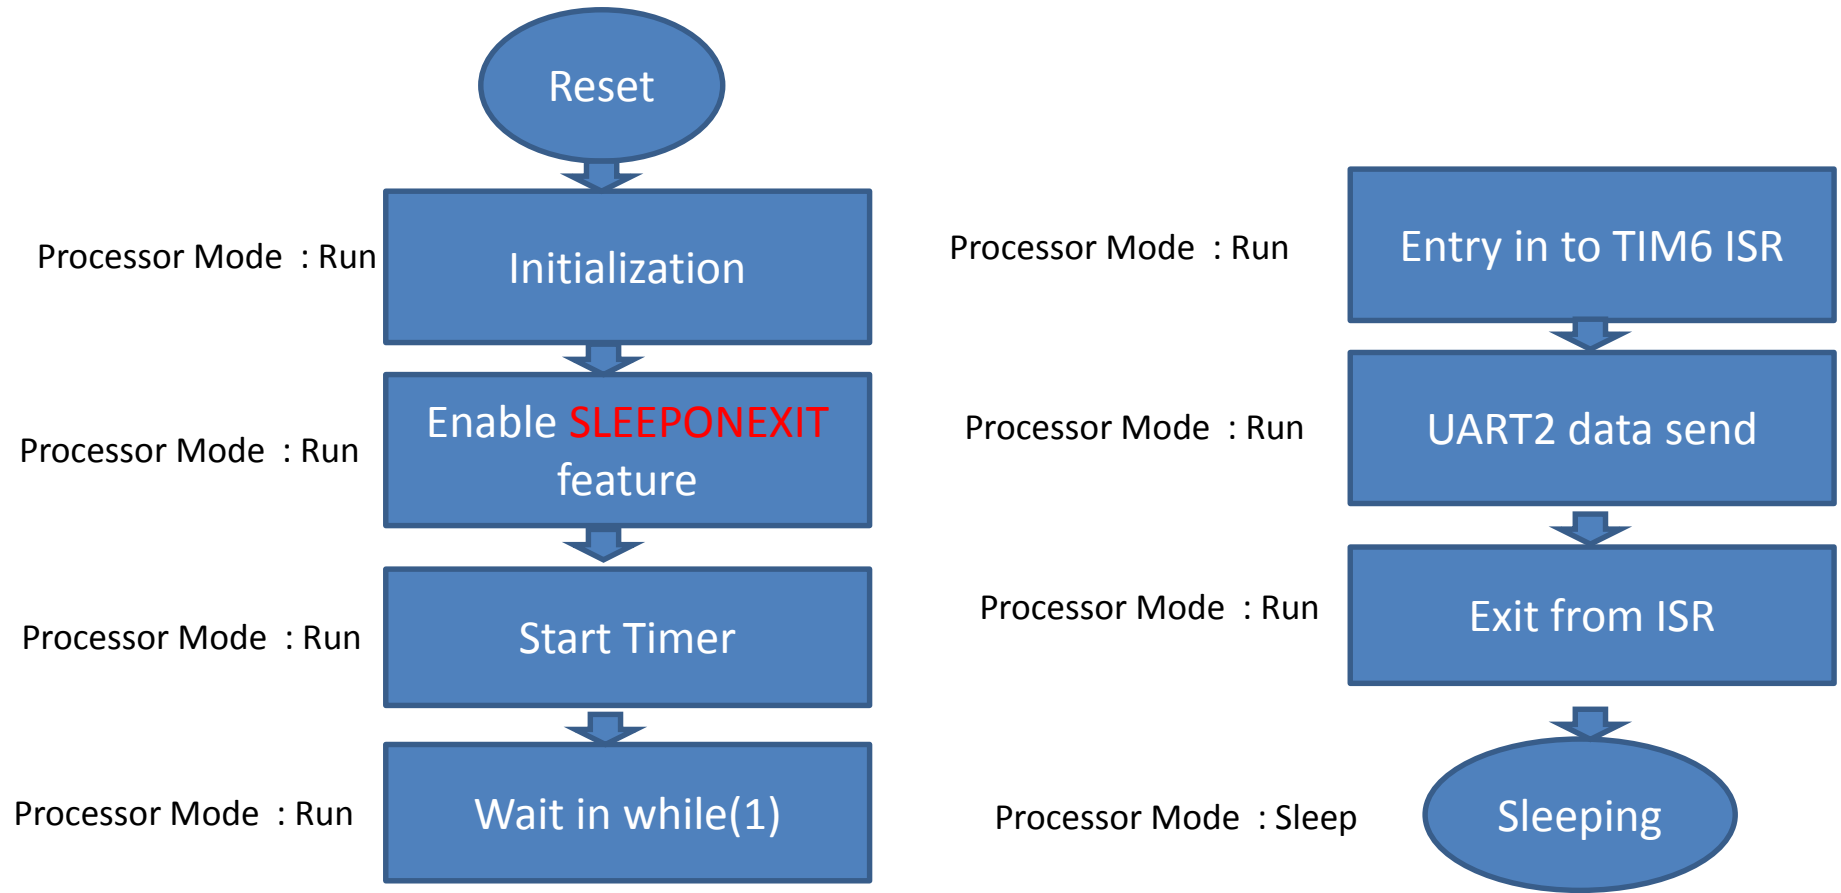 Reset
Processor Mode : Run
Initialization
Processor Mode : Run
Enable SLEEPONEXIT
feature
Processor Mode : Run
Start Timer
Processor Mode : Run
Wait in while(1)
Processor Mode : Run
Entry in to TIM6 ISR
Processor Mode : Run
UART2 data send
Processor Mode : Run
Exit from ISR
Processor Mode : Sleep
Sleeping